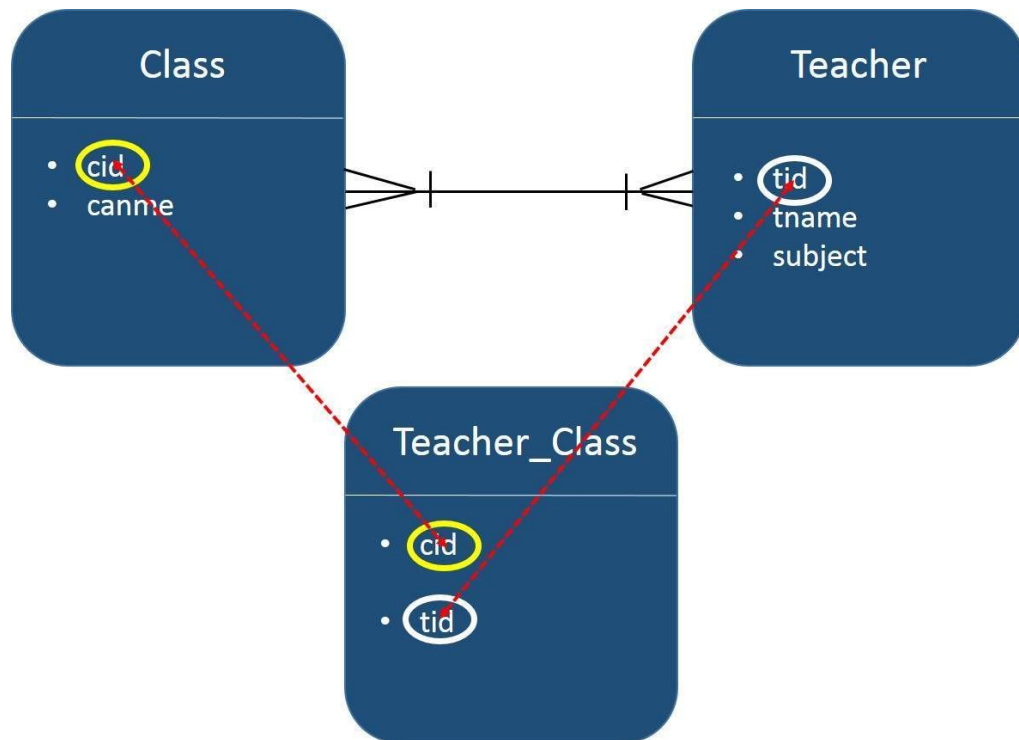 Class
• cid
• canme
Teacher
• tid
• tname
• subject
Teacher_Class
• cid
• tid